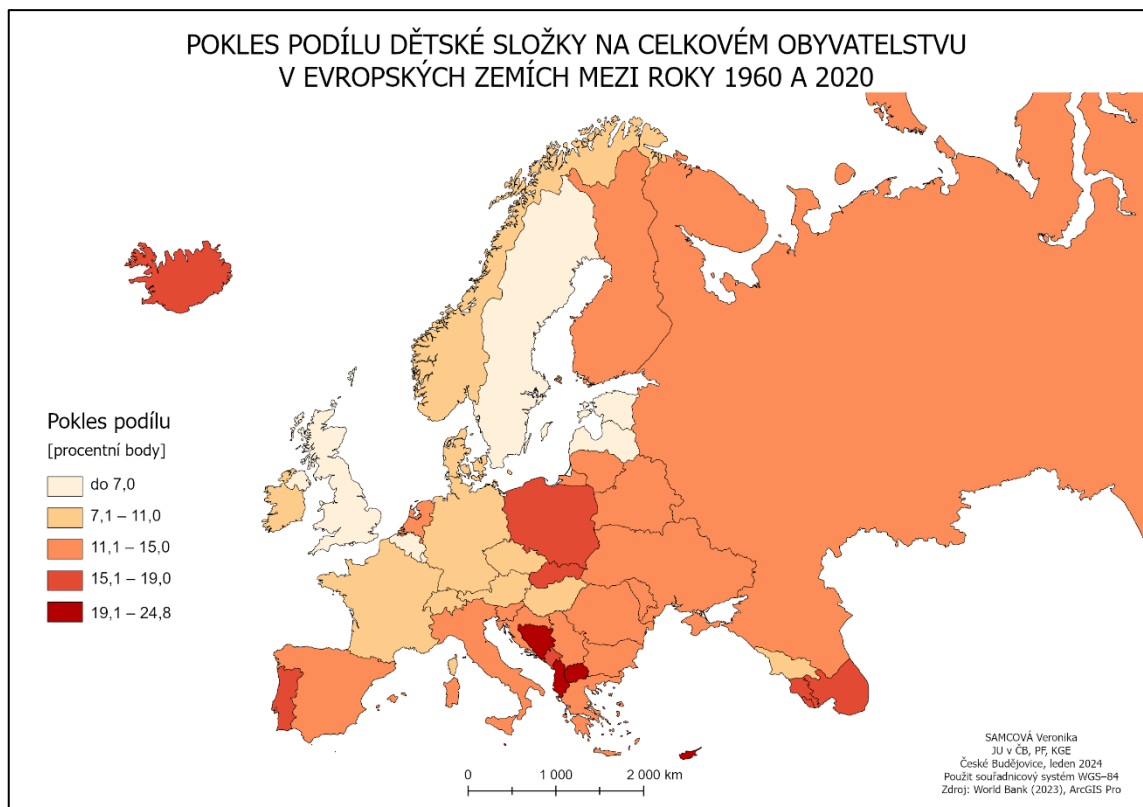 POKLES PODÍLU DĚTSKÉ SLOŽKY NA CELKOVÉM OBYVATELSTVU
V EVROPSKÝCH ZEMÍCH MEZI ROKY 1960 A 2020
Pokles podílu
[procentní body]
do 7,0
7,1 – 11,0
11,1 – 15,0
15,1 – 19,0
19,1 – 24,8
0 1 000 2 000 km
SAMCOVÁ Veronika
JU v ČB, PF, KGE
České Budějovice, leden 2024
Použit souřadnicový systém WGS–84
Zdroj: World Bank (2023), ArcGIS Pro